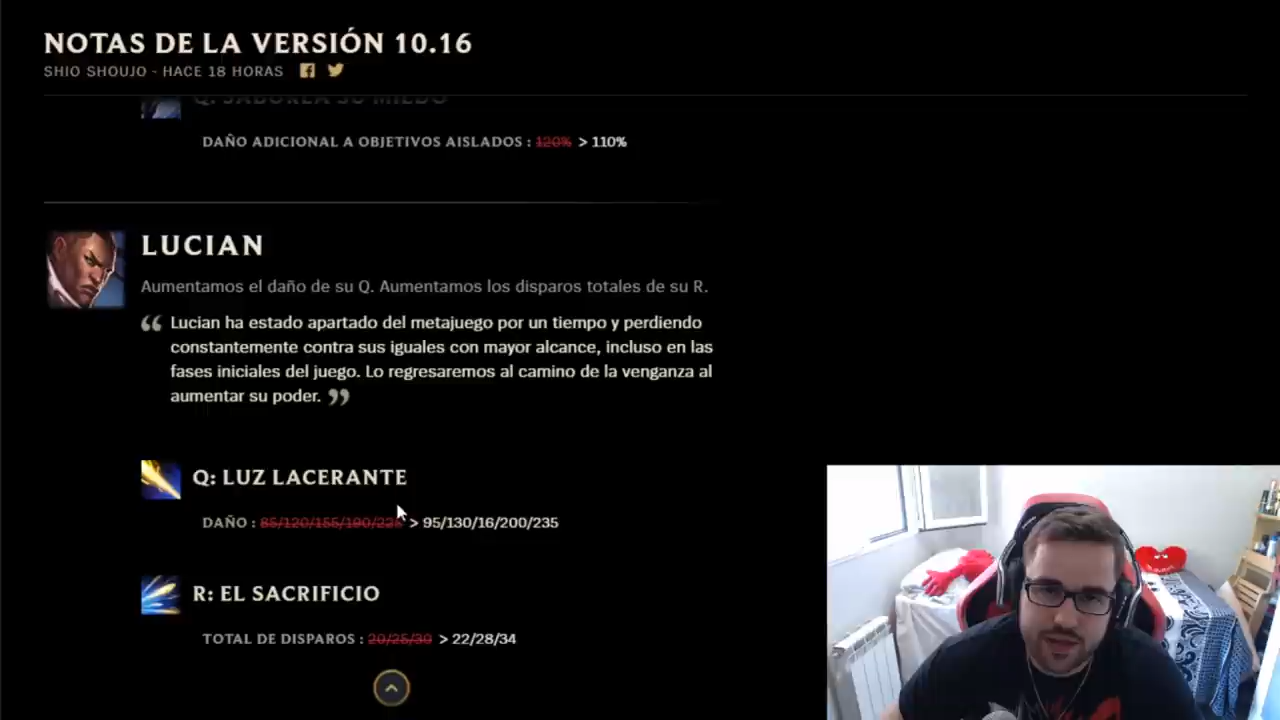 NOTAS DE LA VERSIÓN 10.16
SHIO SHOUJO - HACE 18 HORAS
Q: SABOREA SU MIEDO
DAÑO ADICIONAL A OBJETIVOS AISLADOS : 120% > 110%
LUCIAN
Aumentamos el daño de su Q. Aumentamos los disparos totales de su R.
“ Lucian ha estado apartado del metajuego por un tiempo y perdiendo
constantemente contra sus iguales con mayor alcance, incluso en las
fases iniciales del juego. Lo regresaremos al camino de la venganza al
aumentar su poder. ”
Q: LUZ LACERANTE
DAÑO : 85/120/155/190/225 > 95/130/16/200/235
R: EL SACRIFICIO
TOTAL DE DISPAROS : 20/25/30 > 22/28/34